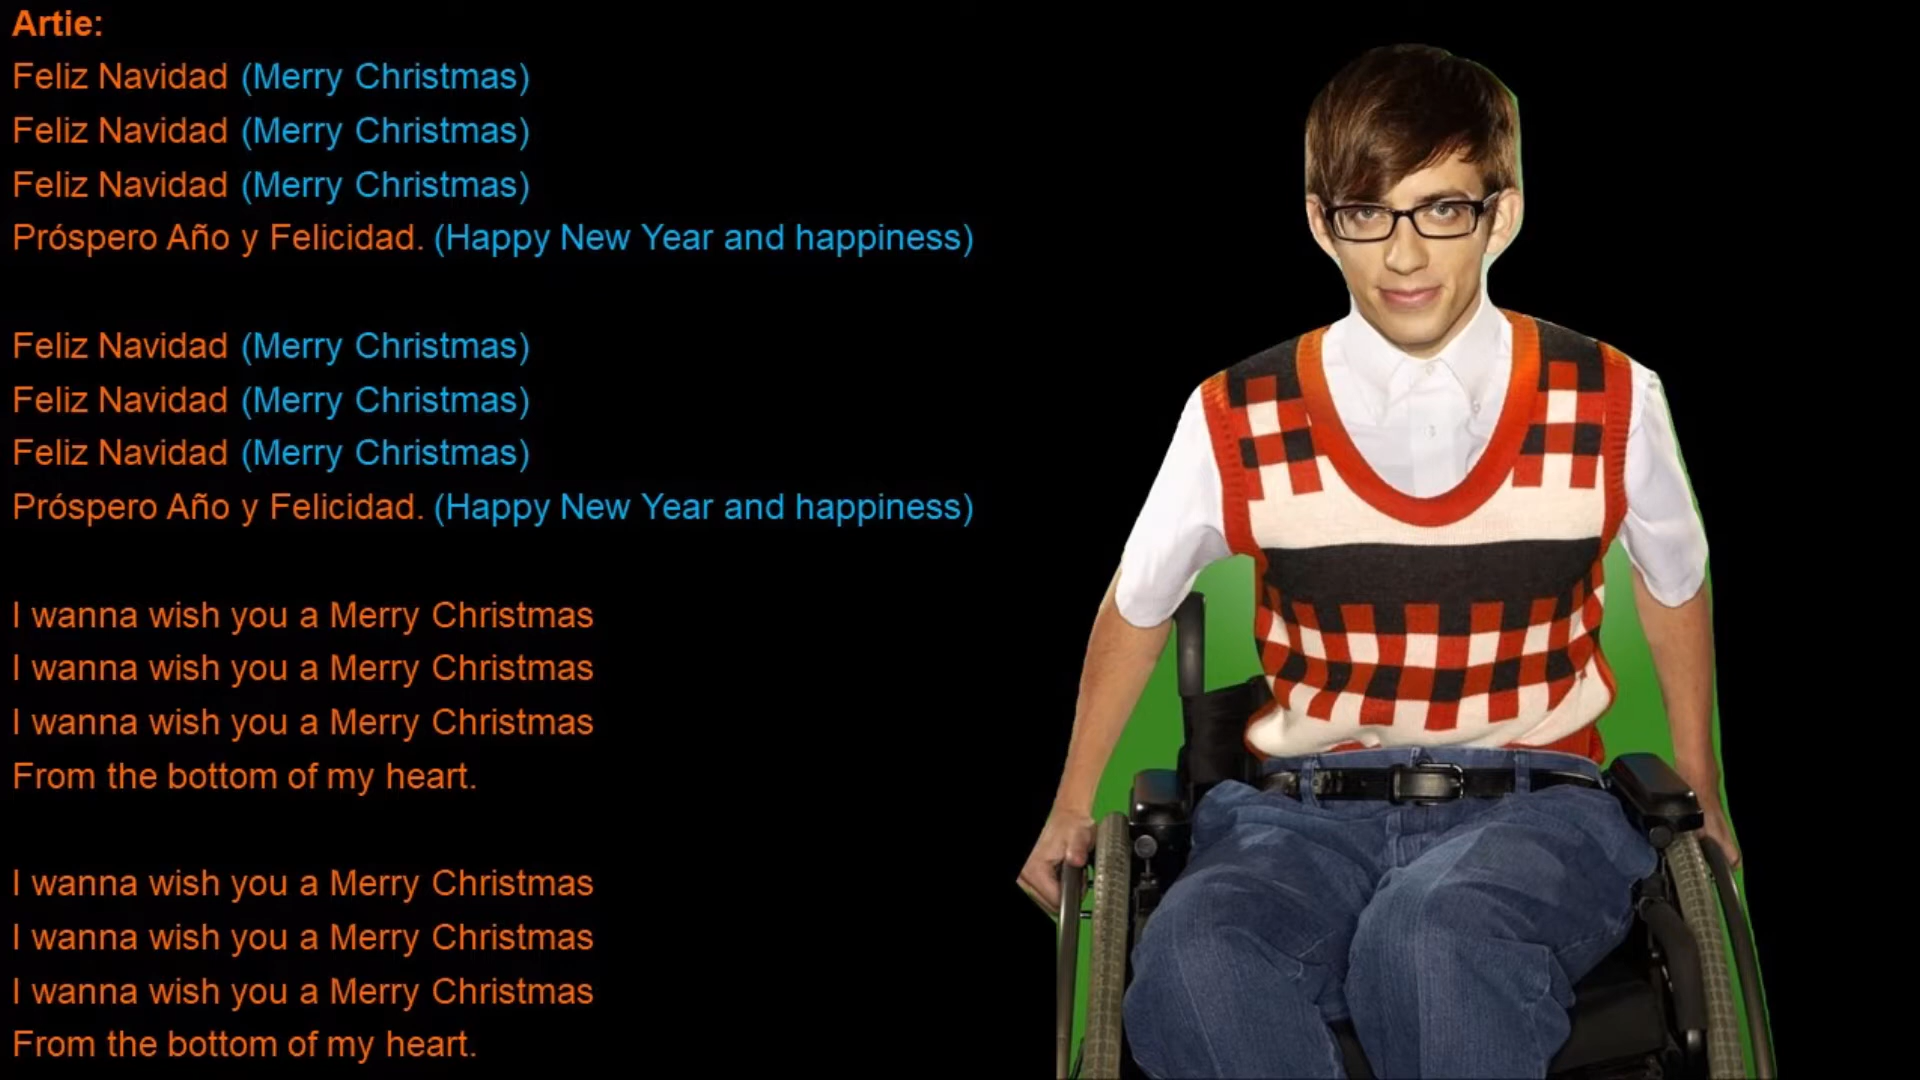 Artie:
Feliz Navidad (Merry Christmas)
Feliz Navidad (Merry Christmas)
Feliz Navidad (Merry Christmas)
Próspero Año y Felicidad. (Happy New Year and happiness)
Feliz Navidad (Merry Christmas)
Feliz Navidad (Merry Christmas)
Feliz Navidad (Merry Christmas)
Próspero Año y Felicidad. (Happy New Year and happiness)
I wanna wish you a Merry Christmas
I wanna wish you a Merry Christmas
I wanna wish you a Merry Christmas
From the bottom of my heart.
I wanna wish you a Merry Christmas
I wanna wish you a Merry Christmas
I wanna wish you a Merry Christmas
From the bottom of my heart.